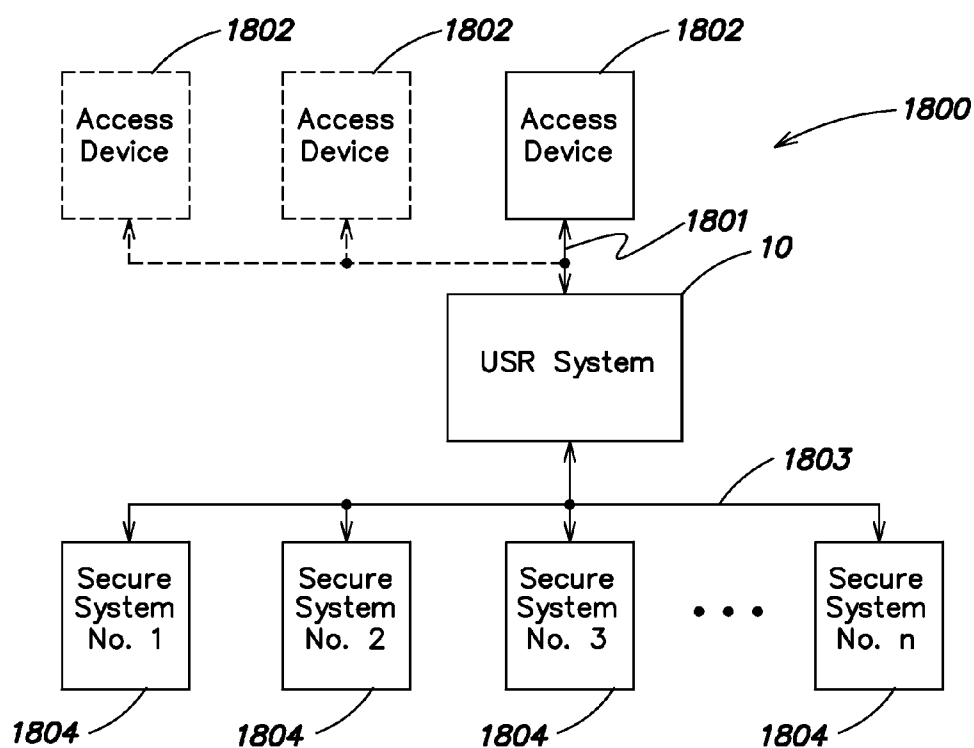 1802
1802
1802
Access
Device
Access
Device
Access
Device
1800
1801
10
USR System
1803
Secure
System
No. 1
Secure
System
No. 2
Secure
System
No. 3
• • •
Secure
System
No. n
1804
1804
1804
1804